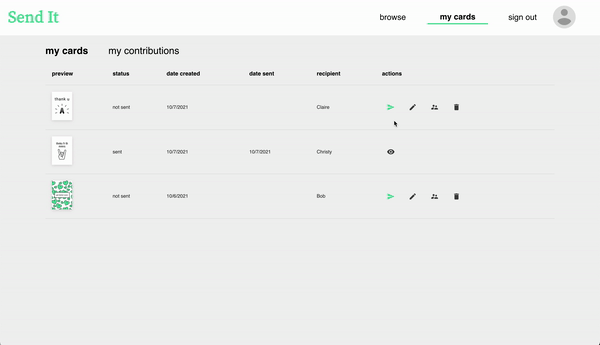 Send It
browse my cards sign out
my cards my contributions
preview status date created date sent recipient actions
thank u
not sent 10/7/2021 Claire
sent 10/7/2021 10/7/2021 Christy
not sent 10/6/2021 Bob